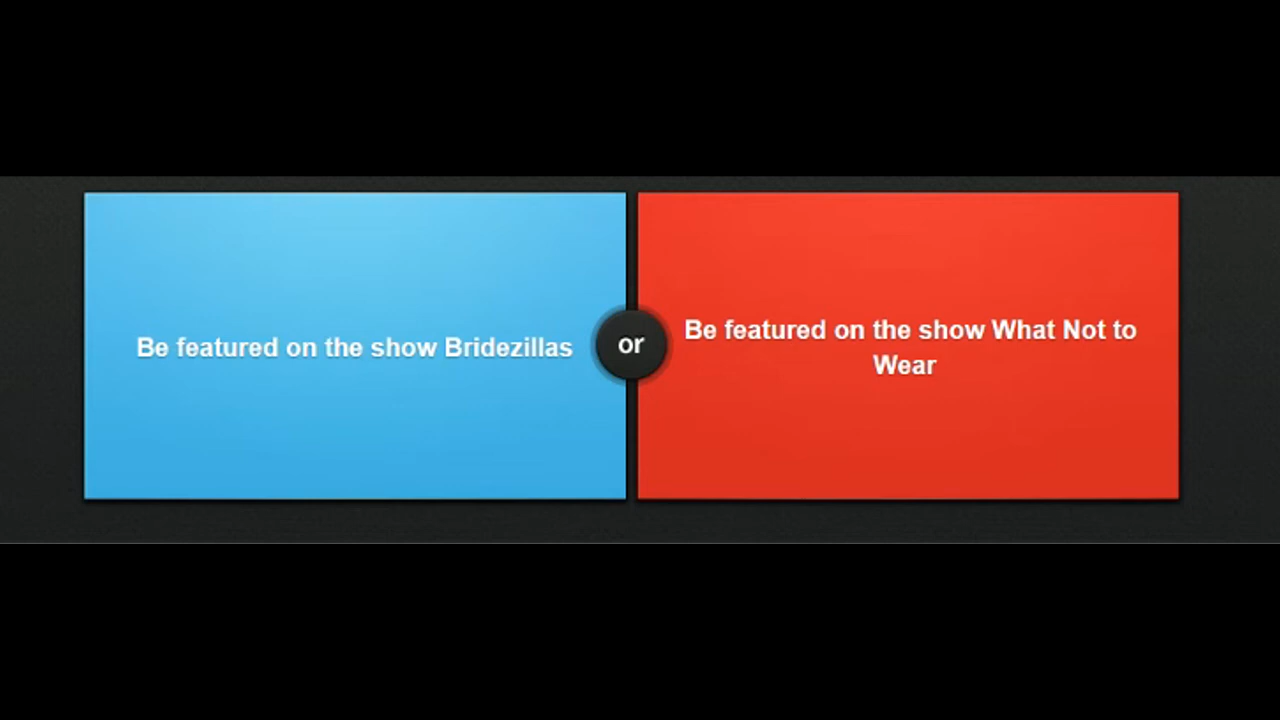 Be featured on the show Bridezillas
or
Be featured on the show What Not to
Wear